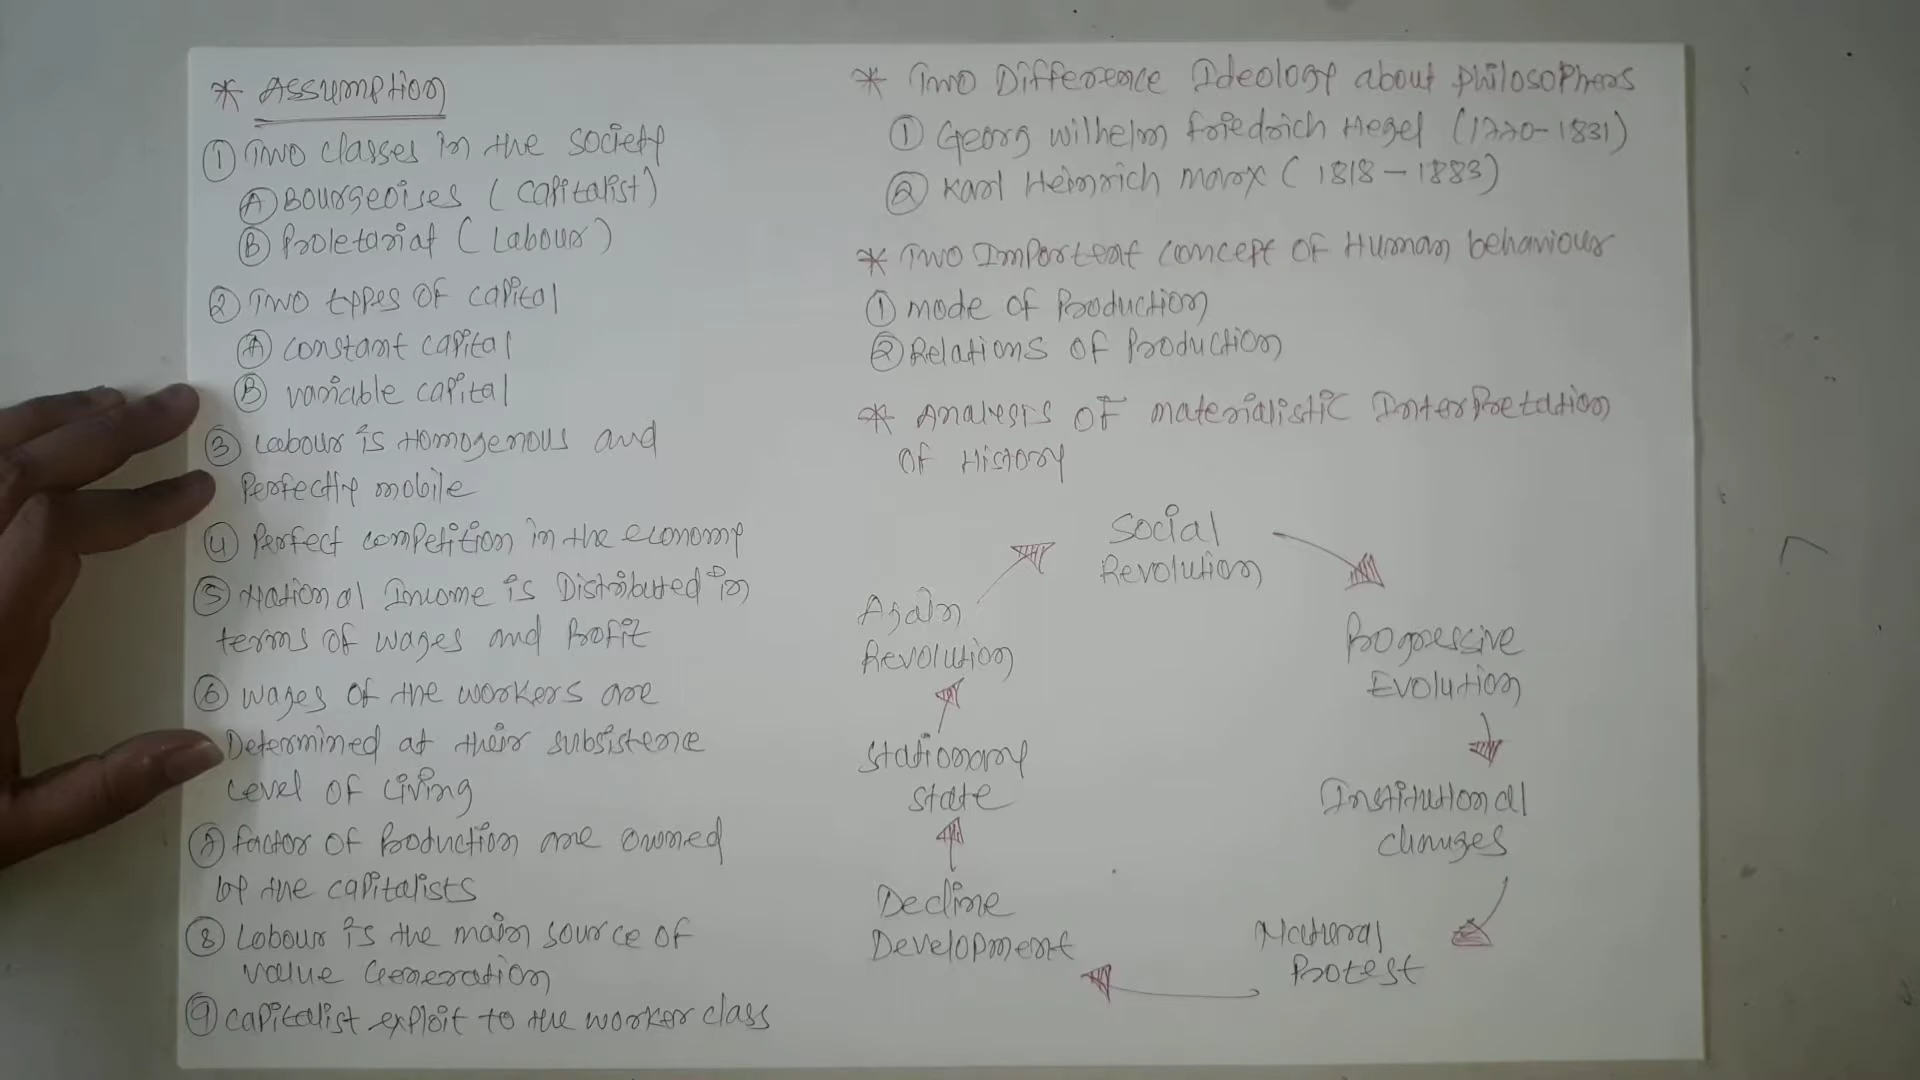 * Assumption
① Two classes in the society
Ⓐ Bourgeoises (Capitalist)
Ⓑ Proletariat (Labour)
② Two types of capital
Ⓐ constant capital
Ⓑ variable capital
③ Labour is Homogenous and
Perfectly mobile
④ Perfect competition in the economy
⑤ National Income is Distributed in
terms of wages and Profit
⑥ wages of the workers are
Determined at their subsistence
Level of Living
⑦ factor of Production are owned
by the capitalists
⑧ Labour is the main source of
value Generation
⑨ capitalist exploit to the worker class
* Two Difference Ideology about Philosophers
① Georg Wilhelm Friedrich Hegel (1770-1831)
② Karl Heinrich Marx (1818-1883)
* Two Important concept of Human behaviour
① mode of Production
② Relations of Production
* Analysis of materialistic Interpretation
of History
Social
Revolution
Progressive
Evolution
Institutional
changes
Natural
Protest
Decline
Development
Stationary
State
Again
Revolution